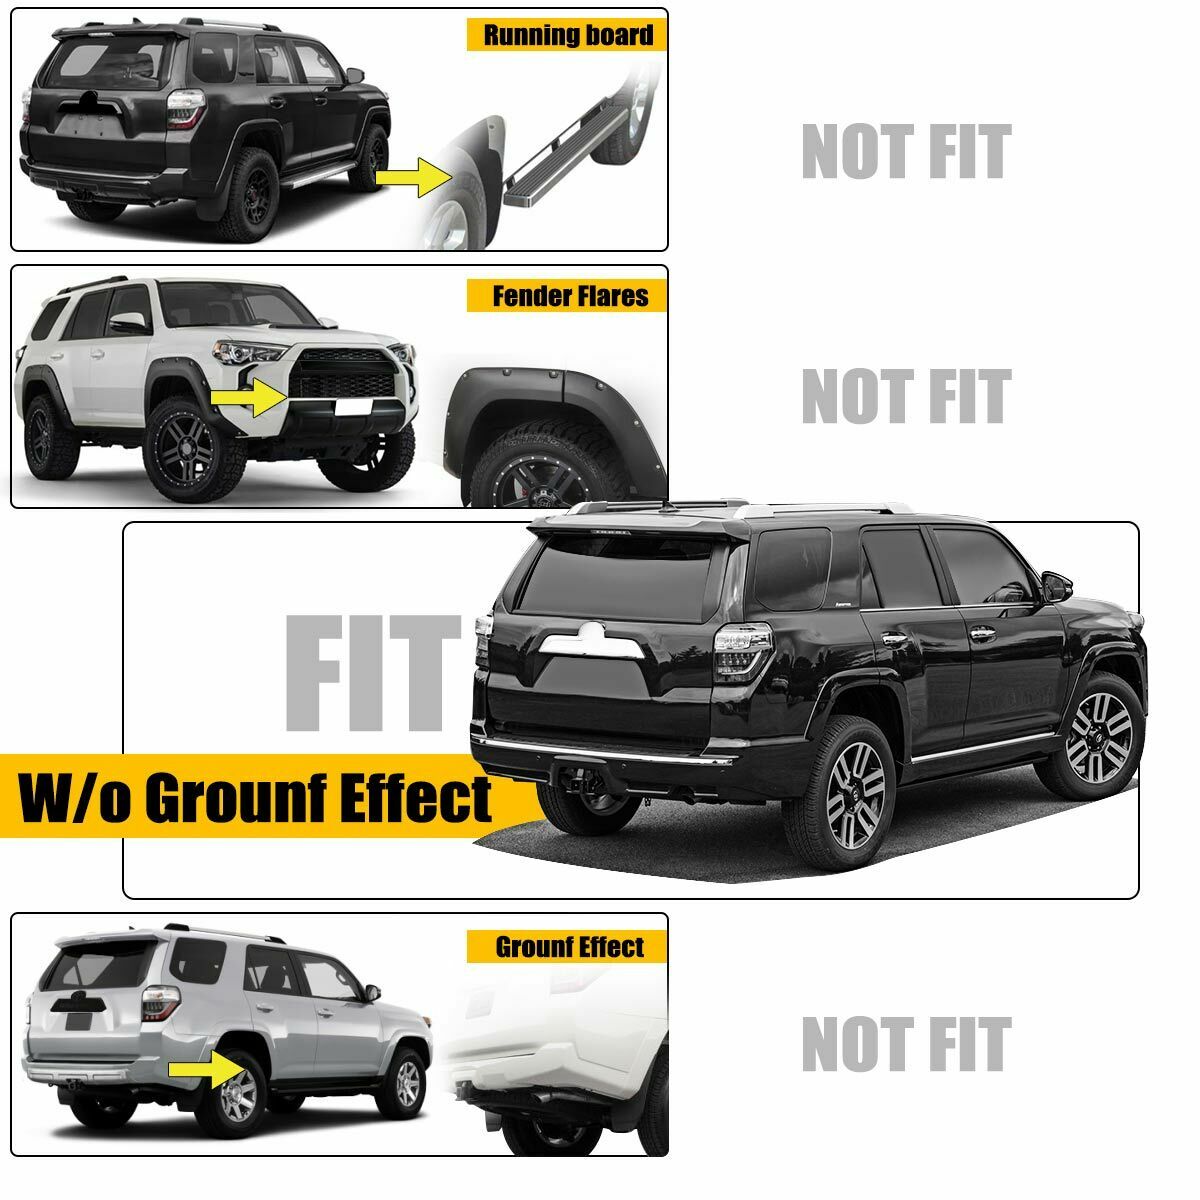 Running board
NOT FIT
Fender Flares
NOT FIT
FIT
W/o Grounf Effect
Grounf Effect
NOT FIT